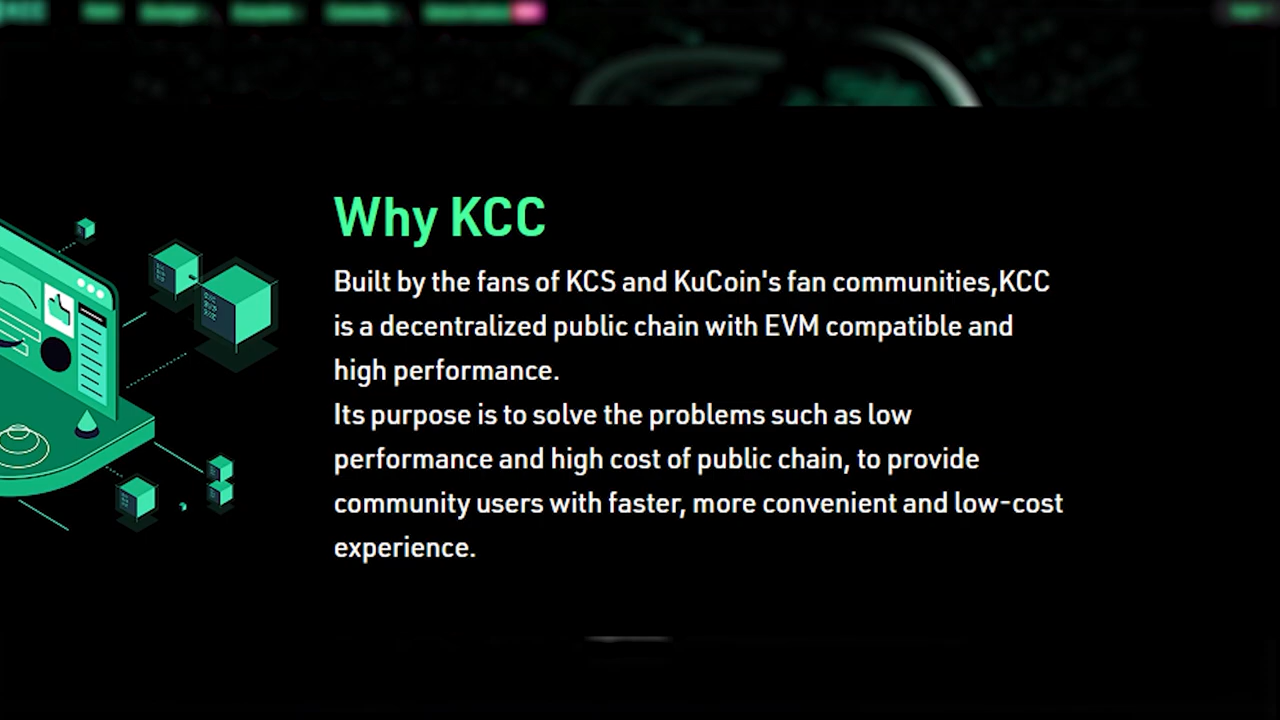 Why KCC
Built by the fans of KCS and KuCoin's fan communities,KCC
is a decentralized public chain with EVM compatible and
high performance.
Its purpose is to solve the problems such as low
performance and high cost of public chain, to provide
community users with faster, more convenient and low-cost
experience.